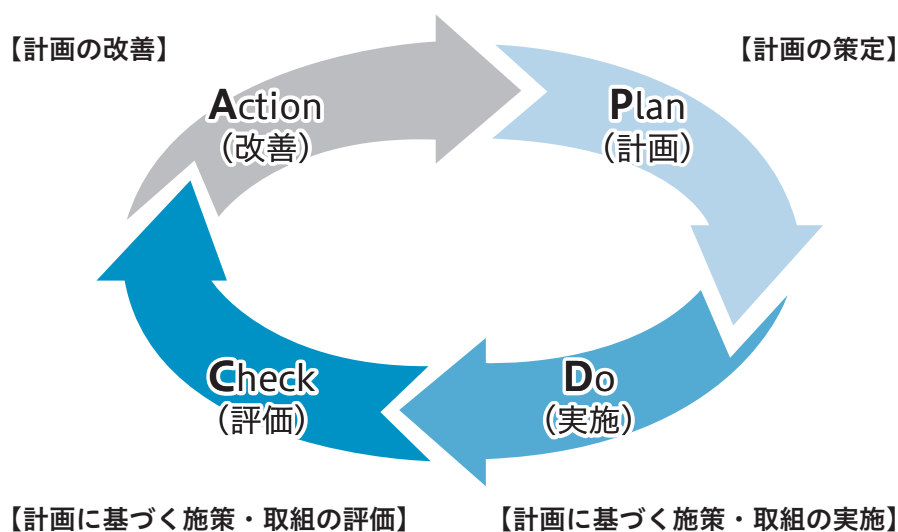 【計画の改善】
【計画の策定】
Action
（改善）
Plan
（計画）
Check
（評価）
Do
（実施）
【計画に基づく施策・取組の評価】
【計画に基づく施策・取組の実施】